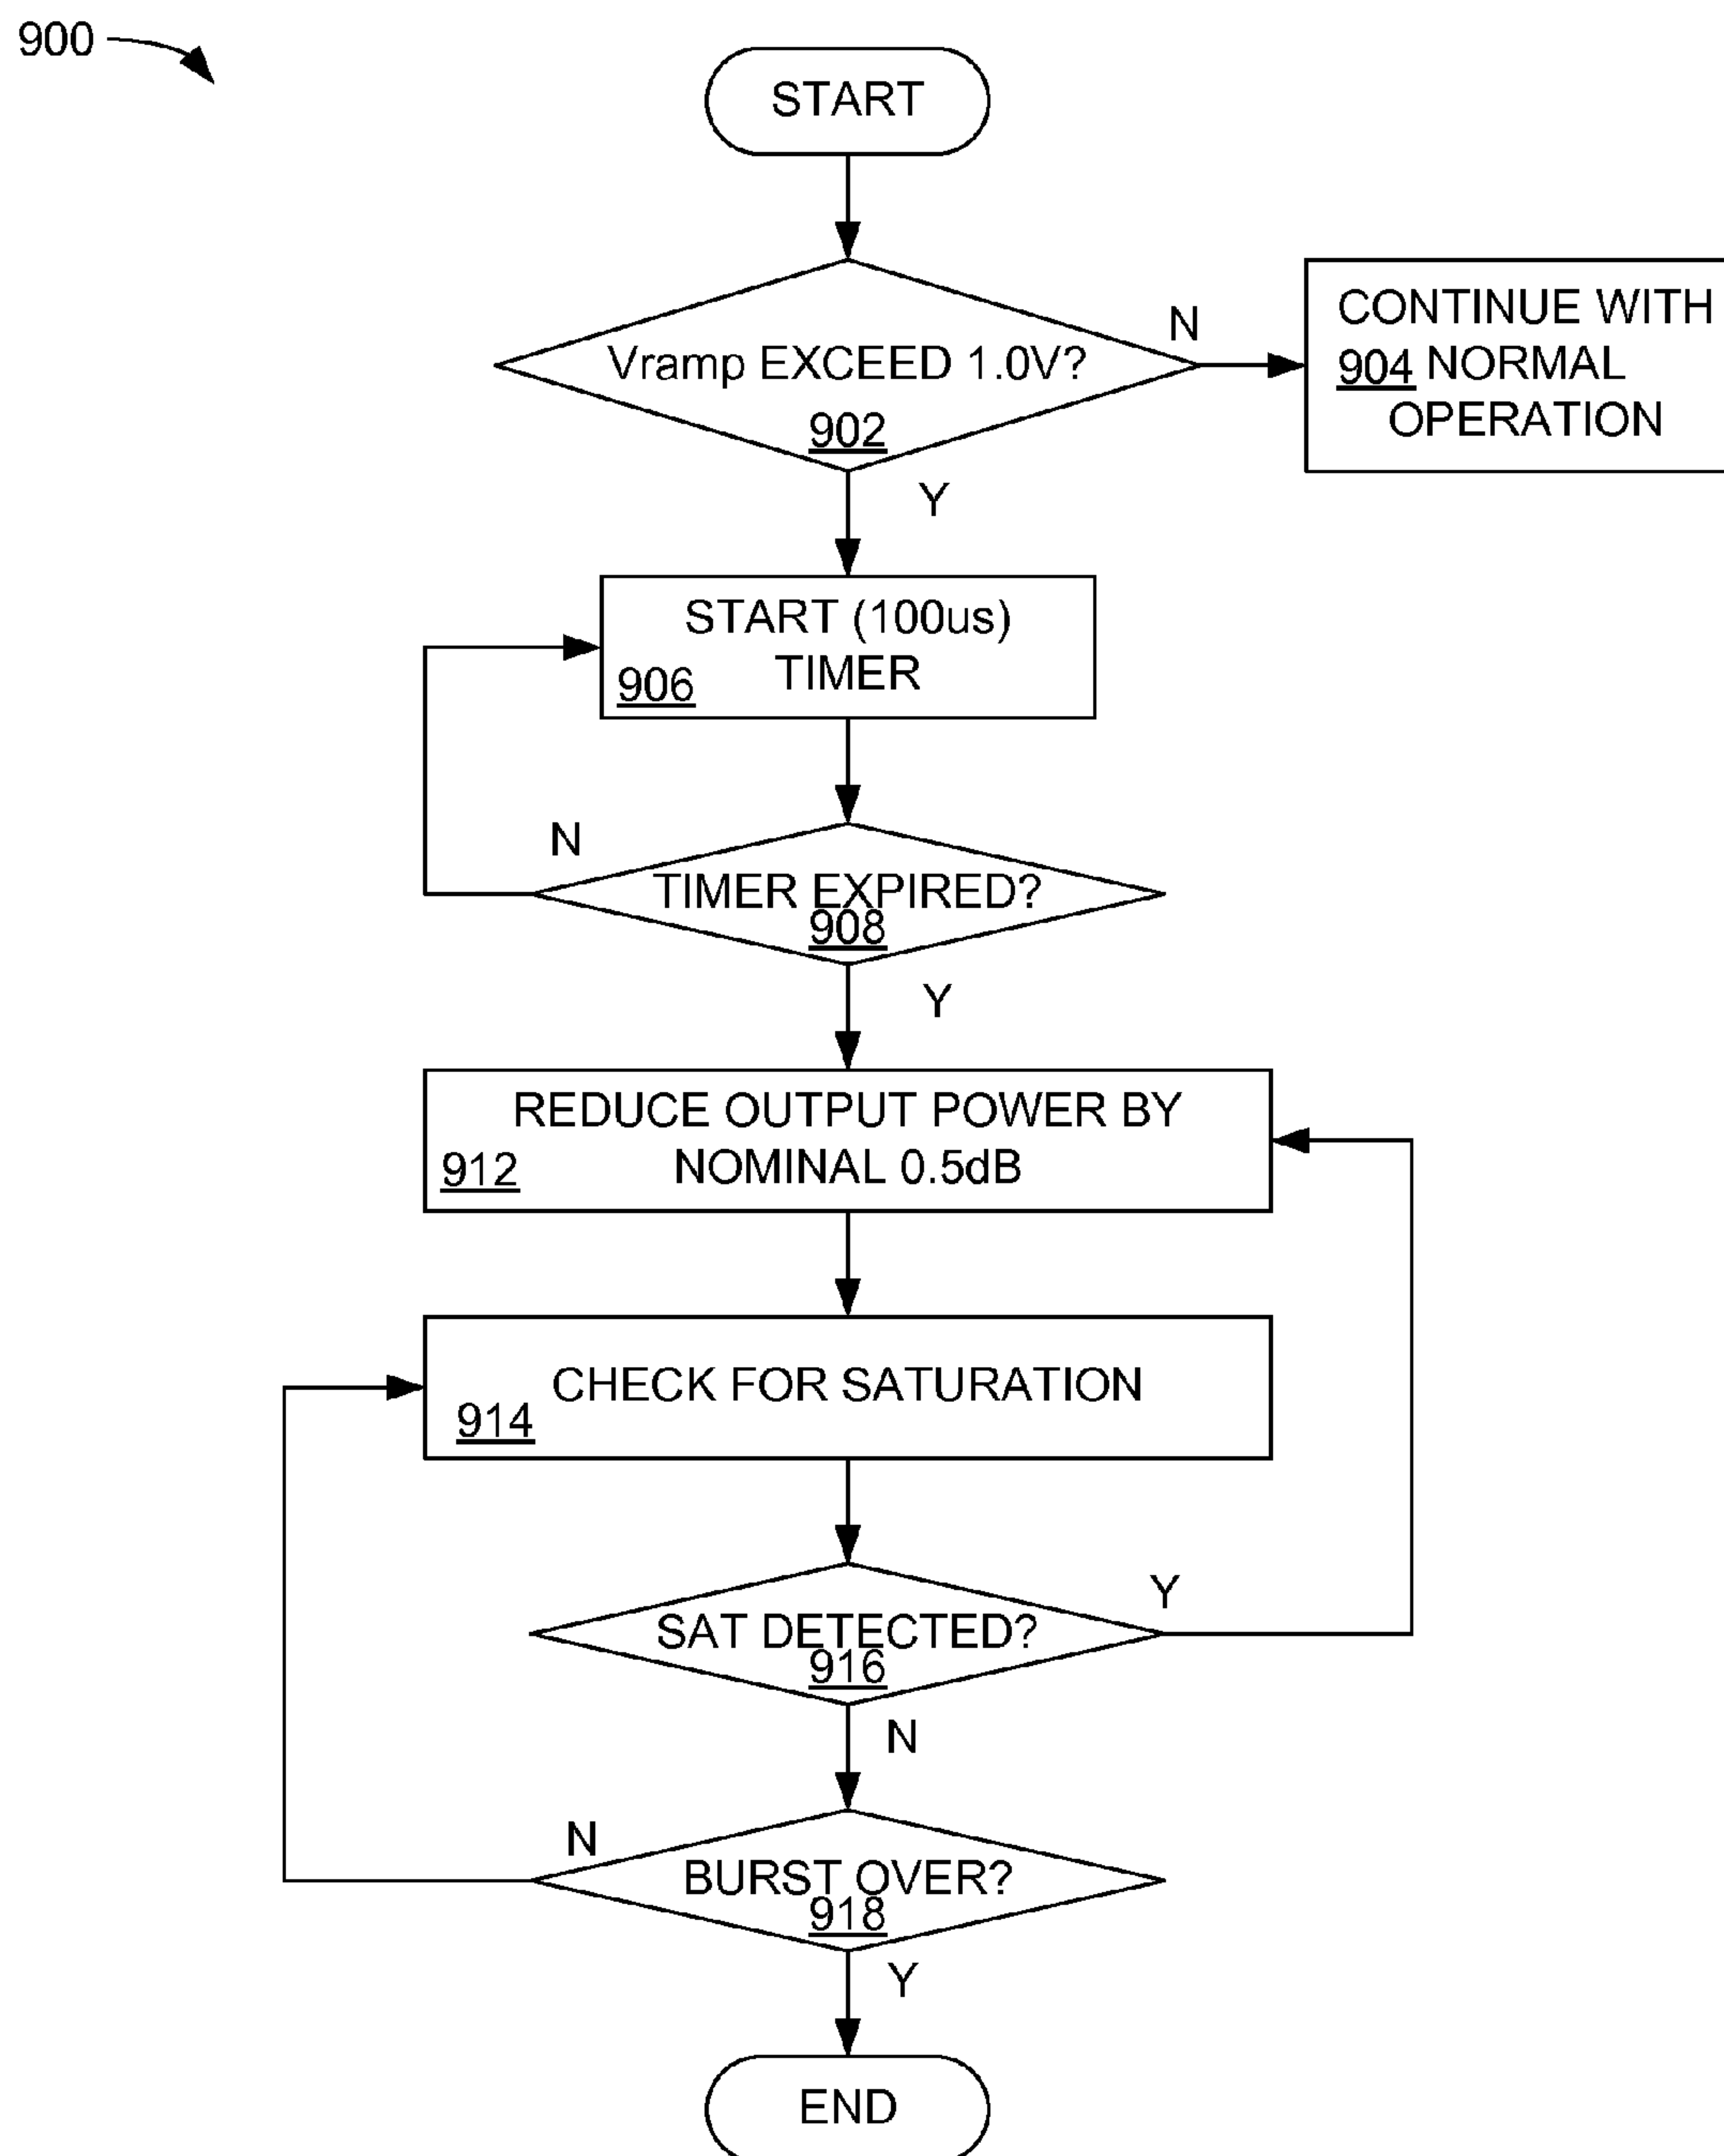 900
START
Vramp EXCEED 1.0V?
902
N
CONTINUE WITH
904 NORMAL
OPERATION
Y
START (100us)
TIMER
906
N
TIMER EXPIRED?
908
Y
REDUCE OUTPUT POWER BY
NOMINAL 0.5dB
912
CHECK FOR SATURATION
914
Y
SAT DETECTED?
916
N
N
BURST OVER?
918
Y
END